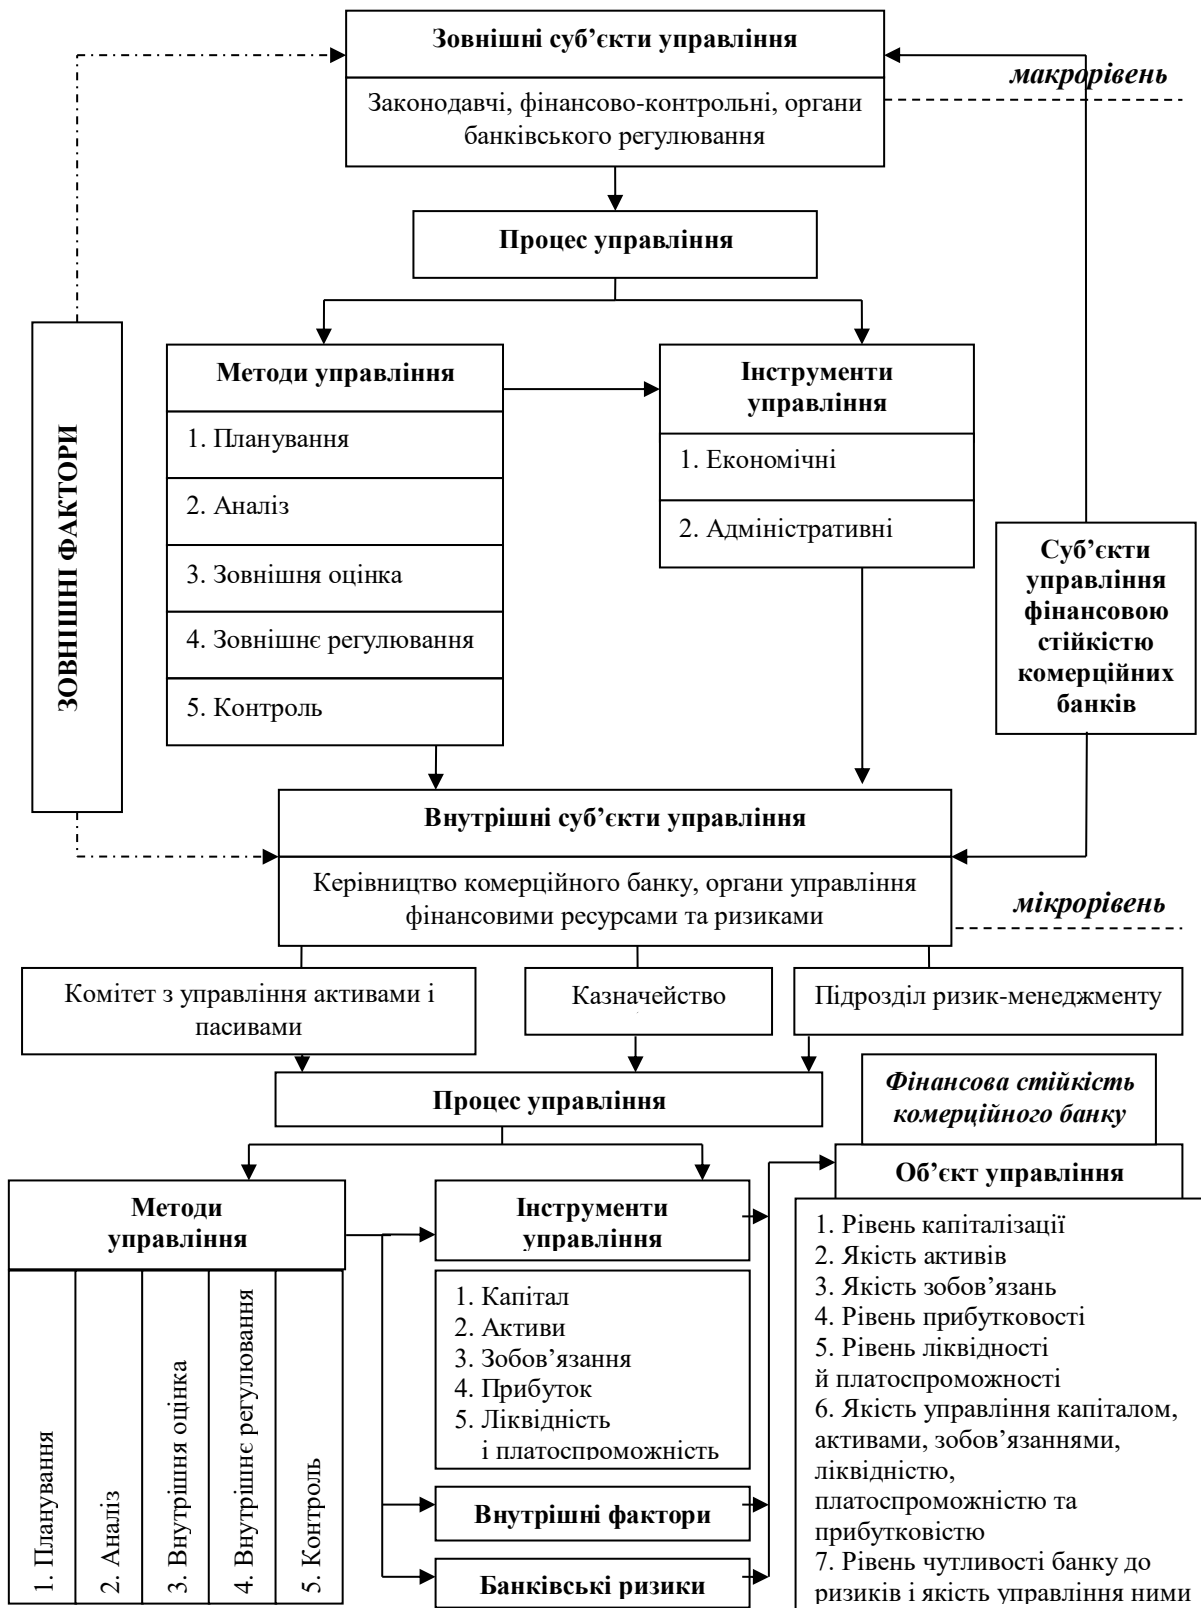 Зовнішні суб’єкти управління
макрорівень
Законодавчі, фінансово-контрольні, органи
банківського регулювання
Процес управління
ЗОВНІШНІ ФАКТОРИ
Методи управління
1. Планування
2. Аналіз
3. Зовнішня оцінка
4. Зовнішнє регулювання
5. Контроль
Інструменти
управління
1. Економічні
2. Адміністративні
Суб’єкти
управління
фінансовою
стійкістю
комерційних
банків
Внутрішні суб’єкти управління
Керівництво комерційного банку, органи управління
фінансовими ресурсами та ризиками
мікрорівень
Комітет з управління активами і
пасивами
Казначейство
Підрозділ ризик-менеджменту
Процес управління
Фінансова стійкість
комерційного банку
Об’єкт управління
Методи
управління
1. Планування
2. Аналіз
3. Внутрішня оцінка
4. Внутрішнє регулювання
5. Контроль
Інструменти
управління
1. Капітал
2. Активи
3. Зобов’язання
4. Прибуток
5. Ліквідність
і платоспроможність
Внутрішні фактори
Банківські ризики
1. Рівень капіталізації
2. Якість активів
3. Якість зобов’язань
4. Рівень прибутковості
5. Рівень ліквідності
й платоспроможності
6. Якість управління капіталом,
активами, зобов’язаннями,
ліквідністю,
платоспроможністю та
прибутковістю
7. Рівень чутливості банку до
ризиків і якість управління ними